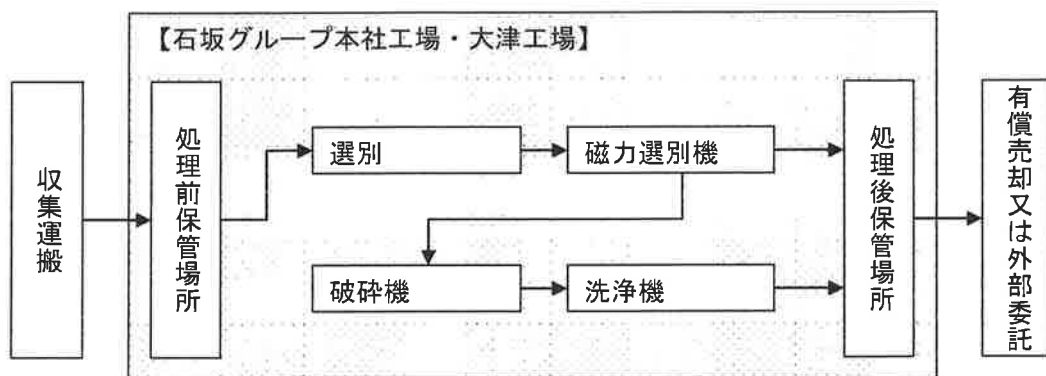 【石坂グループ本社工場・大津工場】
収集運搬
処理前保管場所
選別
磁力選別機
破砕機
洗浄機
処理後保管場所
有償売却又は外部委託